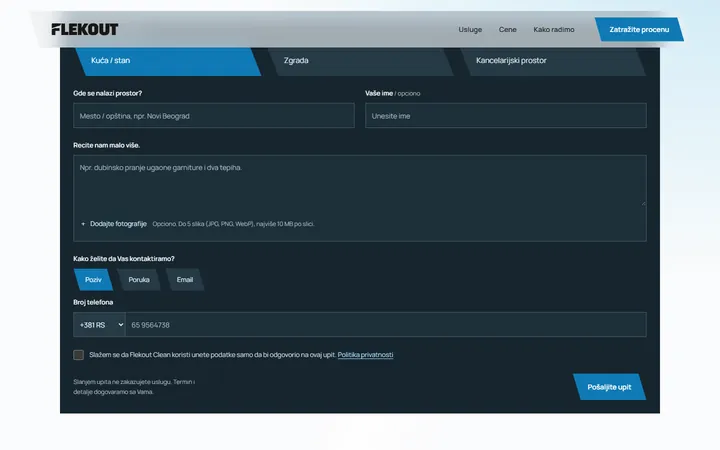 FLEKOUT
Usluge
Cene
Kako radimo
Zatražite procenu
Kuća / stan
Zgrada
Kancelarijski prostor
Gde se nalazi prostor?
Vaše ime / opciono
Mesto / opština, npr. Novi Beograd
Unesite ime
Recite nam malo više.
Npr. dubinsko pranje ugaone garniture i dva tepiha.
+ Dodajte fotografije Opciono. Do 5 slika (JPG, PNG, WebP), najviše 10 MB po slici.
Kako želite da Vas kontaktiramo?
Poziv
Poruka
Email
Broj telefona
+381 RS
65 9564738
Slažem se da Flekout Clean koristi unete podatke samo da bi odgovorio na ovaj upit. Politika privatnosti
Slanjem upita ne zakazujete uslugu. Termin i
detalje dogovaramo sa Vama.
Pošaljite upit